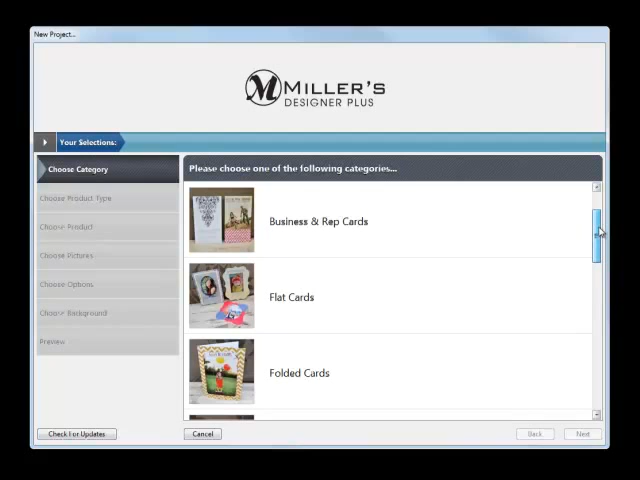 New Project...
M MILLER'S
DESIGNER PLUS
Your Selections:
Choose Category
Please choose one of the following categories...
Choose Product Type
Business & Rep Cards
Choose Product
Choose Pictures
Choose Options
Flat Cards
Choose Background
Preview
Folded Cards
Check For Updates
Cancel
Back
Next